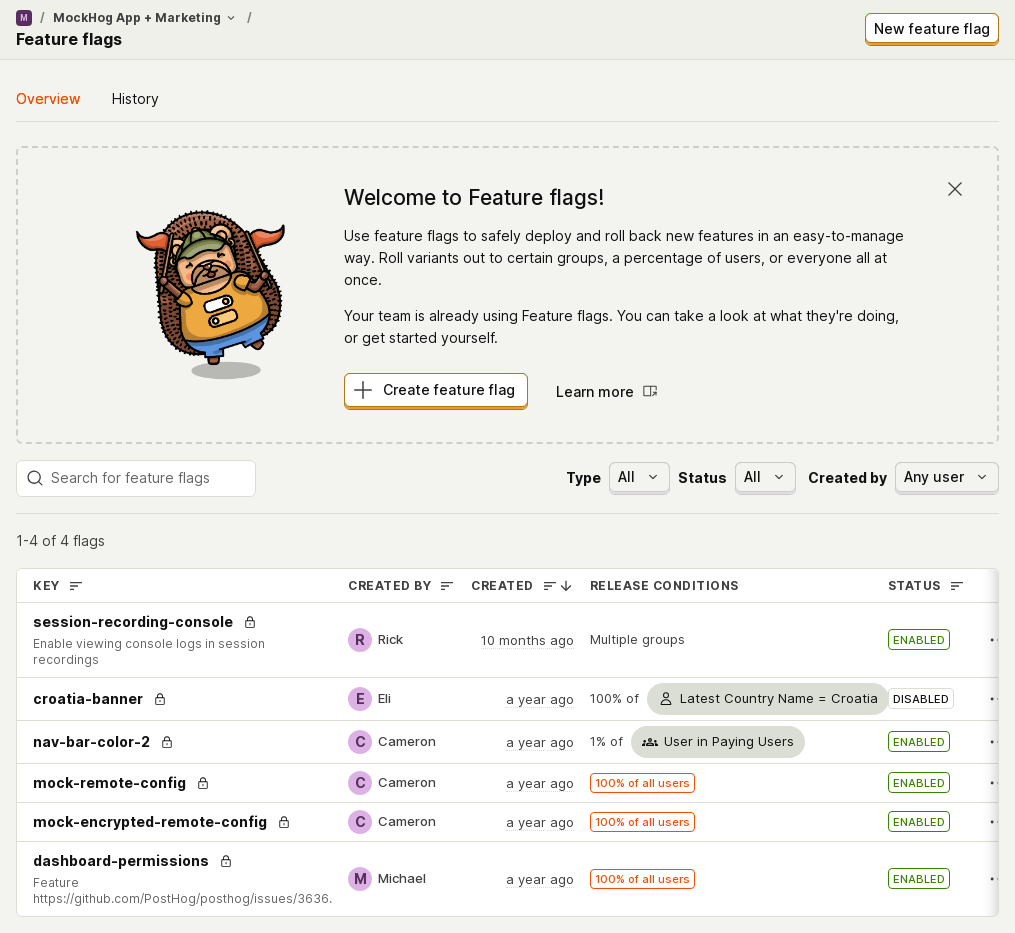 M / MockHog App + Marketing /
Feature flags
New feature flag
Overview History
Welcome to Feature flags!
Use feature flags to safely deploy and roll back new features in an easy-to-manage
way. Roll variants out to certain groups, a percentage of users, or everyone all at
once.
Your team is already using Feature flags. You can take a look at what they're doing,
or get started yourself.
Create feature flag Learn more
Search for feature flags Type All Status All Created by Any user
1-4 of 4 flags
KEY CREATED BY CREATED RELEASE CONDITIONS STATUS
session-recording-console
Enable viewing console logs in session
recordings
R Rick 10 months ago Multiple groups ENABLED
croatia-banner E Eli a year ago 100% of Latest Country Name = Croatia DISABLED
nav-bar-color-2 C Cameron a year ago 1% of User in Paying Users ENABLED
mock-remote-config C Cameron a year ago 100% of all users ENABLED
mock-encrypted-remote-config C Cameron a year ago 100% of all users ENABLED
dashboard-permissions
Feature
https://github.com/PostHog/posthog/issues/3636.
M Michael a year ago 100% of all users ENABLED